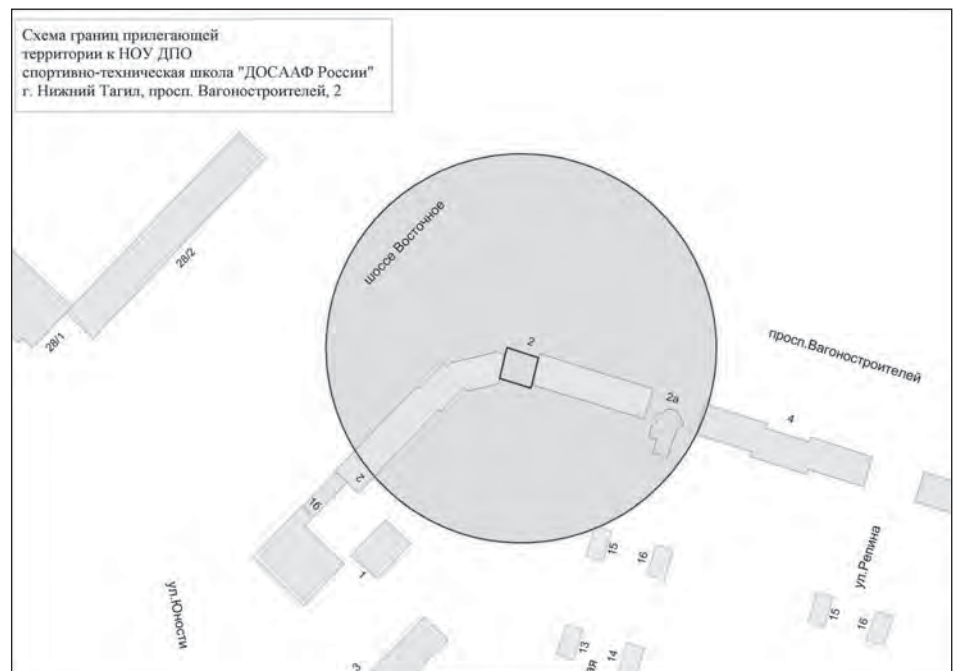 Схема границ прилегающей
территории к НОУ ДПО
спортивно-техническая школа "ДОСААФ России"
г. Нижний Тагил, просп. Вагоностроителей, 2
шоссе Восточное
28/2
28/1
2
просп.Вагоностроителей
2а
4
2
16
1
15
16
ул.Репина
ул.Юности
15
16
13
14
3
ая